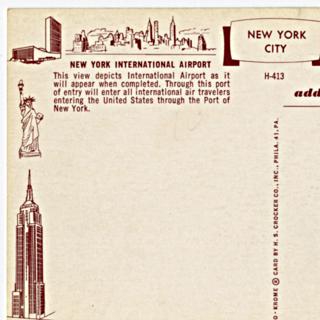 NEW YORK
CITY
NEW YORK INTERNATIONAL AIRPORT
This view depicts International Airport as it
will appear when completed. Through this port
of entry will enter all international air travelers
entering the United States through the Port of
New York.
H-413
add
O-KROME ® CARD BY H. S. CROCKER CO., INC., PHILA. 41, PA.